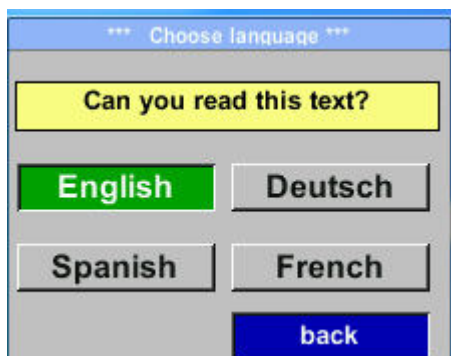 *** Choose language ***
Can you read this text?
English Deutsch
Spanish French
back